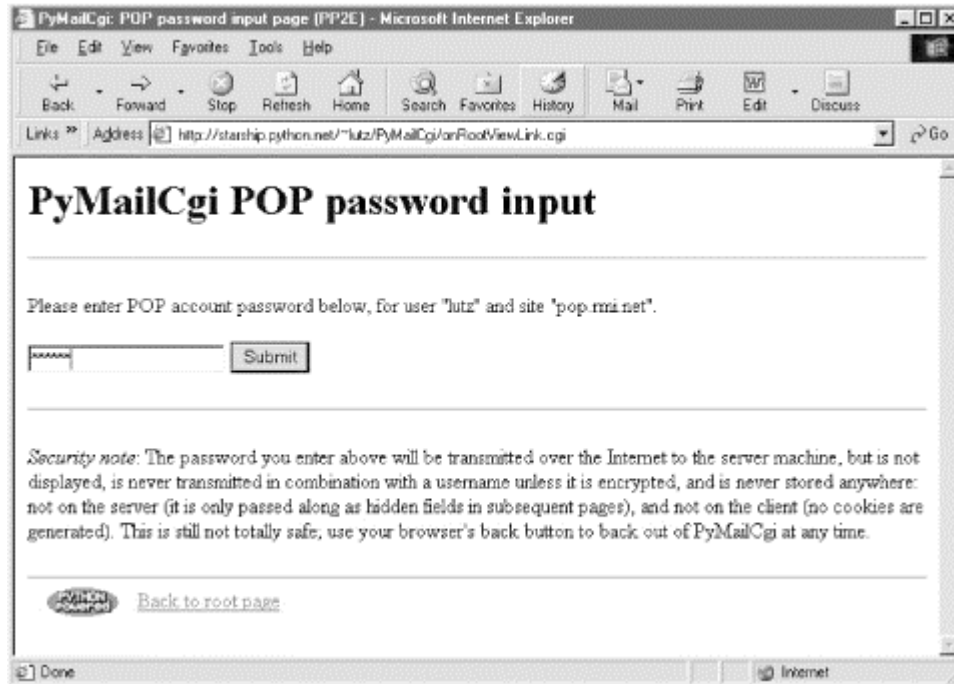 PyMailCgi: POP password input page (PP2E) - Microsoft Internet Explorer
File Edit View Favorites Tools Help
Back Forward Stop Refresh Home Search Favorites History Mail Print Edit Discuss
Links » Address http://starship.python.net/~lutz/PyMailCgi/onRootViewLink.cgi Go
PyMailCgi POP password input
Please enter POP account password below, for user "lutz" and site "pop.rmi.net".
****** Submit
Security note: The password you enter above will be transmitted over the Internet to the server machine, but is not
displayed, is never transmitted in combination with a username unless it is encrypted, and is never stored anywhere:
not on the server (it is only passed along as hidden fields in subsequent pages), and not on the client (no cookies are
generated). This is still not totally safe; use your browser's back button to back out of PyMailCgi at any time.
PYTHON
Powered
Back to root page
Done Internet